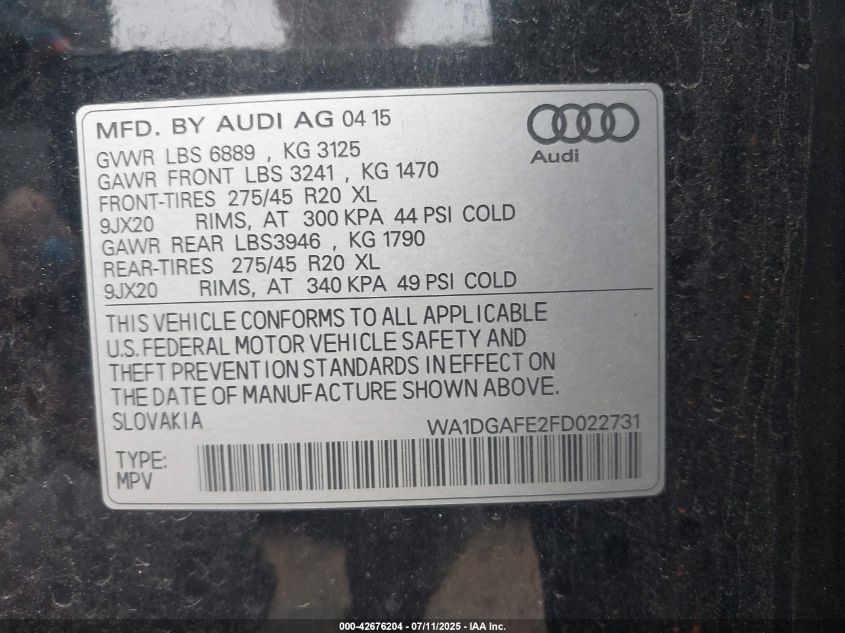 MFD. BY AUDI AG 04 15
Audi
GVWR LBS 6889 , KG 3125
GAWR FRONT LBS 3241 , KG 1470
FRONT-TIRES 275/45 R20 XL
9JX20 RIMS, AT 300 KPA 44 PSI COLD
GAWR REAR LBS3946 , KG 1790
REAR-TIRES 275/45 R20 XL
9JX20 RIMS, AT 340 KPA 49 PSI COLD
THIS VEHICLE CONFORMS TO ALL APPLICABLE
U.S. FEDERAL MOTOR VEHICLE SAFETY AND
THEFT PREVENTION STANDARDS IN EFFECT ON
THE DATE OF MANUFACTURE SHOWN ABOVE.
SLOVAKIA WA1DGAFE2FD022731
TYPE:
MPV
000-42676204 - 07/11/2025 - IAA Inc.